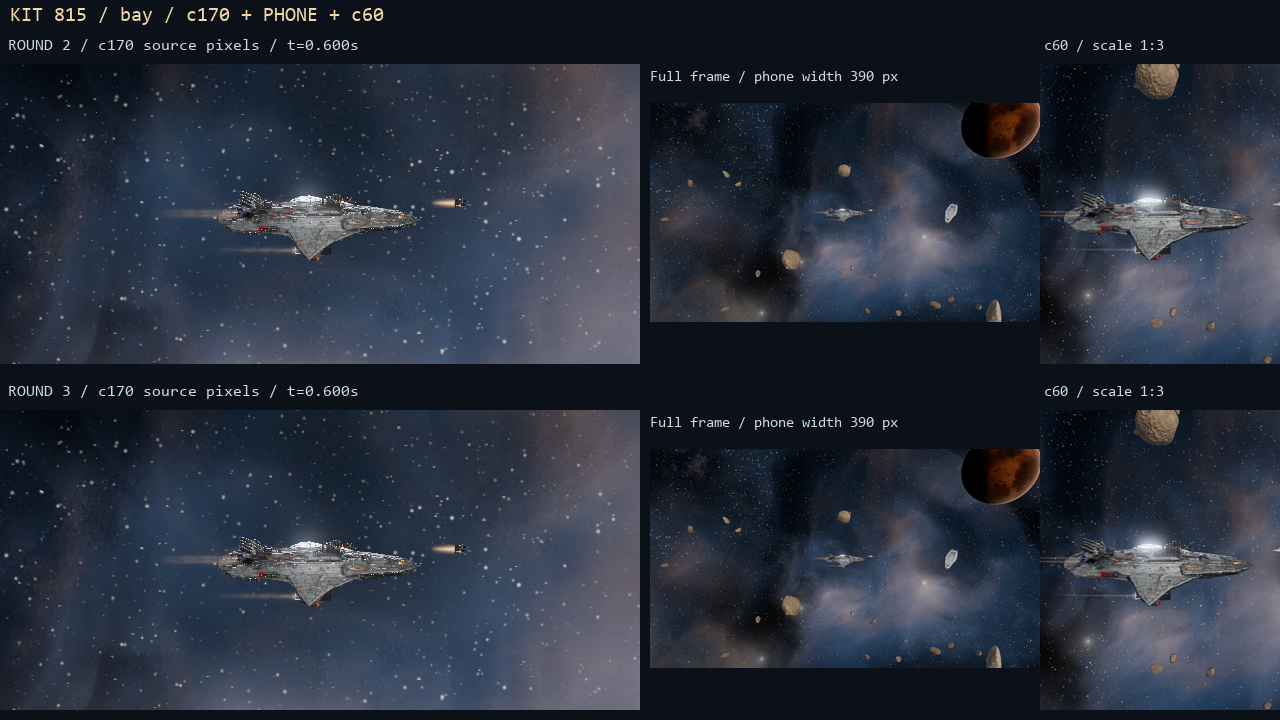 KIT 815 / bay / c170 + PHONE + c60
ROUND 2 / c170 source pixels / t=0.600s
c60 / scale 1:3
Full frame / phone width 390 px
ROUND 3 / c170 source pixels / t=0.600s
c60 / scale 1:3
Full frame / phone width 390 px